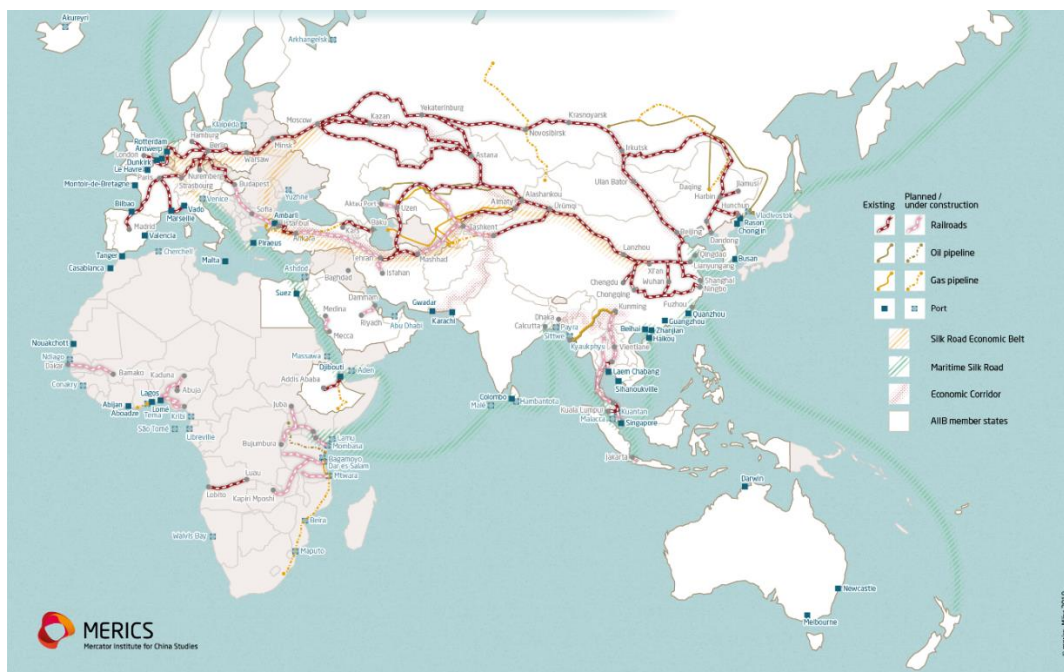 Akureyri
Arkhangelsk
Klaipeda
Moscow
Kazan
Yekaterinburg
Novosibirsk
Krasnoyarsk
Irkutsk
Ulan Bator
Astana
Rotterdam
Antwerp
London
Dunkirk
Le Havre
Hamburg
Berlin
Minsk
Warsaw
Paris
Nuremberg
Strasbourg
Budapest
Montoir-de-Bretagne
Bilbao
Madrid
Valencia
Marseille
Vado
Venice
Yuzhne
Sofia
Ambarli
Istanbul
Ankara
Piraeus
Kars
Baku
Aktau Port
Uzen
Tanger
Casablanca
Cherchell
Malta
Ashdod
Suez
Baghdad
Tehran
Isfahan
Mashhad
Tashkent
Almaty
Alashankou
Ürümqi
Daqing
Harbin
Jiamusi
Hunchun
Vladivostok
Rason
Chongjin
Beijing
Dandong
Qingdao
Lianyungang
Busan
Lanzhou
Xi'an
Wuhan
Chengdu
Chongqing
Shanghai
Ningbo
Fuzhou
Quanzhou
Kunming
Guangzhou
Zhanjian
Beihai
Haikou
Dammam
Medina
Riyadh
Mecca
Abu Dhabi
Gwadar
Karachi
Dhaka
Calcutta
Payra
Sittwe
Kyaukphyu
Vientiane
Laem Chabang
Sihanoukville
Colombo
Hambantota
Malé
Kuala Lumpur
Kuantan
Malacca
Singapore
Jakarta
Nouakchott
Ndiago
Dakar
Bamako
Conakry
Kaduna
Abuja
Lagos
Lomé
Tema
Abijan
Aboadze
Kribi
São Tomé
Libreville
Massawa
Aden
Djibouti
Addis Ababa
Juba
Bujumbura
Lamu
Mombasa
Bagamoyo
Dar es Salam
Mtwara
Lobito
Luau
Kapiri Mposhi
Walvis Bay
Beira
Maputo
Darwin
Newcastle
Melbourne
Existing
Planned /
under construction
Railroads
Oil pipeline
Gas pipeline
Port
Silk Road Economic Belt
Maritime Silk Road
Economic Corridor
AIIB member states
MERICS
Mercator Institute for China Studies